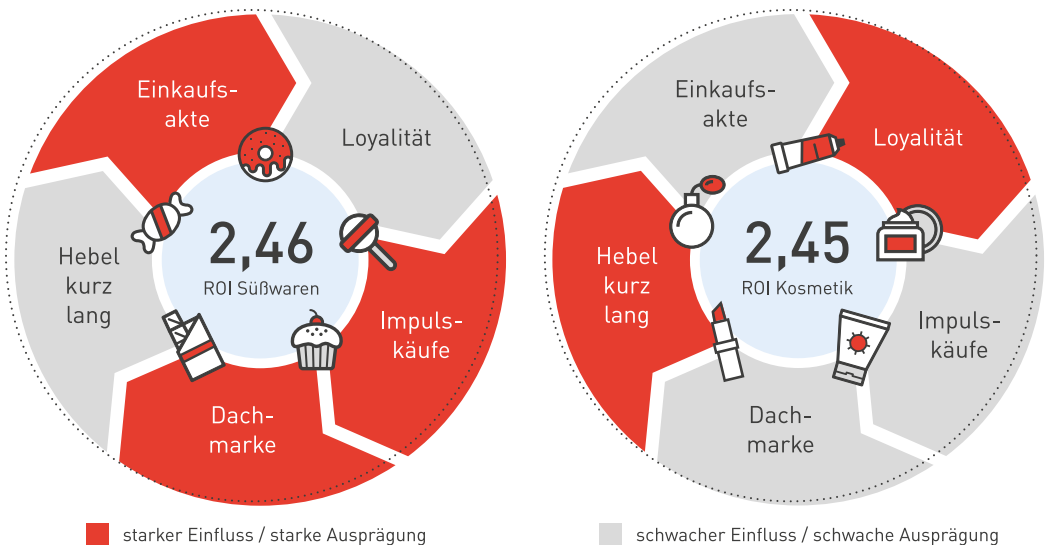 Einkaufs-
akte
Loyalität
Hebel
kurz
lang
2,46
ROI Süßwaren
Impuls-
käufe
Dach-
marke
starker Einfluss / starke Ausprägung
Einkaufs-
akte
Loyalität
Hebel
kurz
lang
2,45
ROI Kosmetik
Impuls-
käufe
Dach-
marke
schwacher Einfluss / schwache Ausprägung